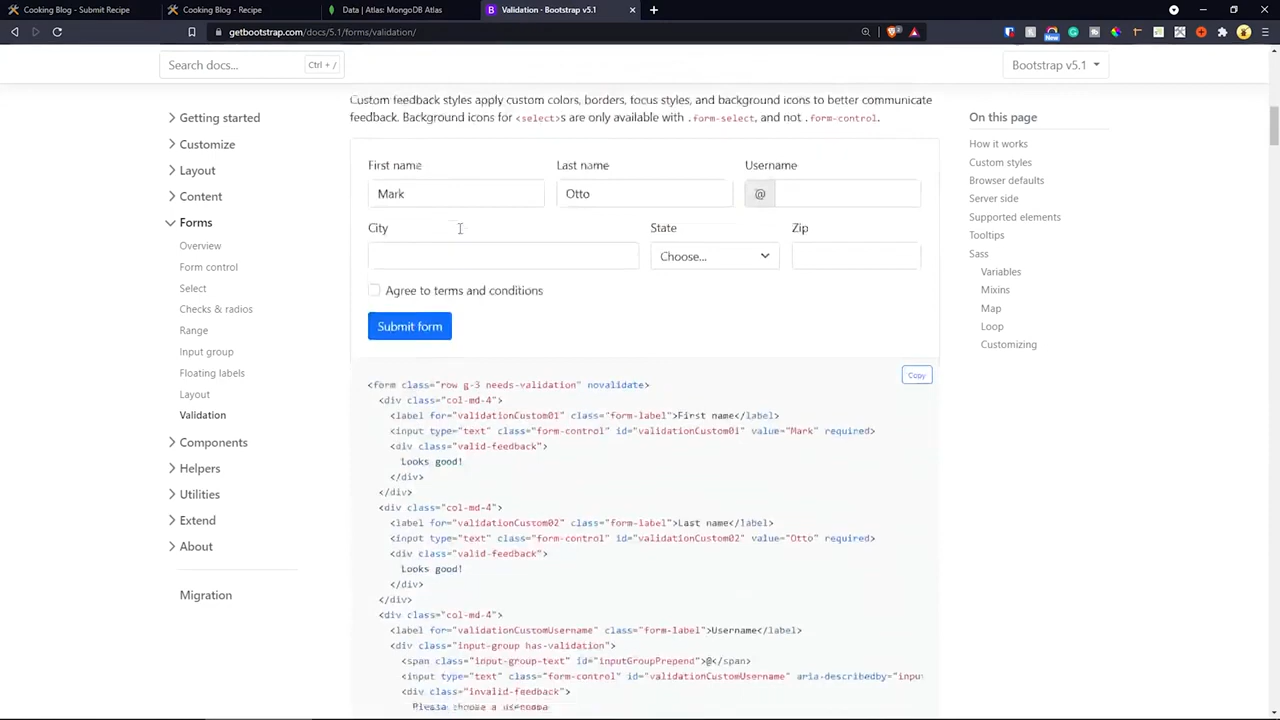 Cooking Blog - Submit Recipe
Cooking Blog - Recipe
Data | Atlas: MongoDB Atlas
B Validation - Bootstrap v5.1
getbootstrap.com/docs/5.1/forms/validation/
New
Search docs...
Ctrl + /
Bootstrap v5.1
Getting started
Customize
Layout
Content
Forms
Overview
Form control
Select
Checks & radios
Range
Input group
Floating labels
Layout
Validation
Components
Helpers
Utilities
Extend
About
Migration
Custom feedback styles apply custom colors, borders, focus styles, and background icons to better communicate
feedback. Background icons for <select>s are only available with .form-select, and not .form-control.
First name
Last name
Username
Mark
Otto
@
City
State
Zip
Choose...
Agree to terms and conditions
Submit form
Copy
<form class="row g-3 needs-validation" novalidate>
<div class="col-md-4">
<label for="validationCustom01" class="form-label">First name</label>
<input type="text" class="form-control" id="validationCustom01" value="Mark" required>
<div class="valid-feedback">
Looks good!
</div>
</div>
<div class="col-md-4">
<label for="validationCustom02" class="form-label">Last name</label>
<input type="text" class="form-control" id="validationCustom02" value="Otto" required>
<div class="valid-feedback">
Looks good!
</div>
</div>
<div class="col-md-4">
<label for="validationCustomUsername" class="form-label">Username</label>
<div class="input-group has-validation">
<span class="input-group-text" id="inputGroupPrepend">@</span>
<input type="text" class="form-control" id="validationCustomUsername" aria-describedby="input
<div class="invalid-feedback">
Please choose a username
On this page
How it works
Custom styles
Browser defaults
Server side
Supported elements
Tooltips
Sass
Variables
Mixins
Map
Loop
Customizing